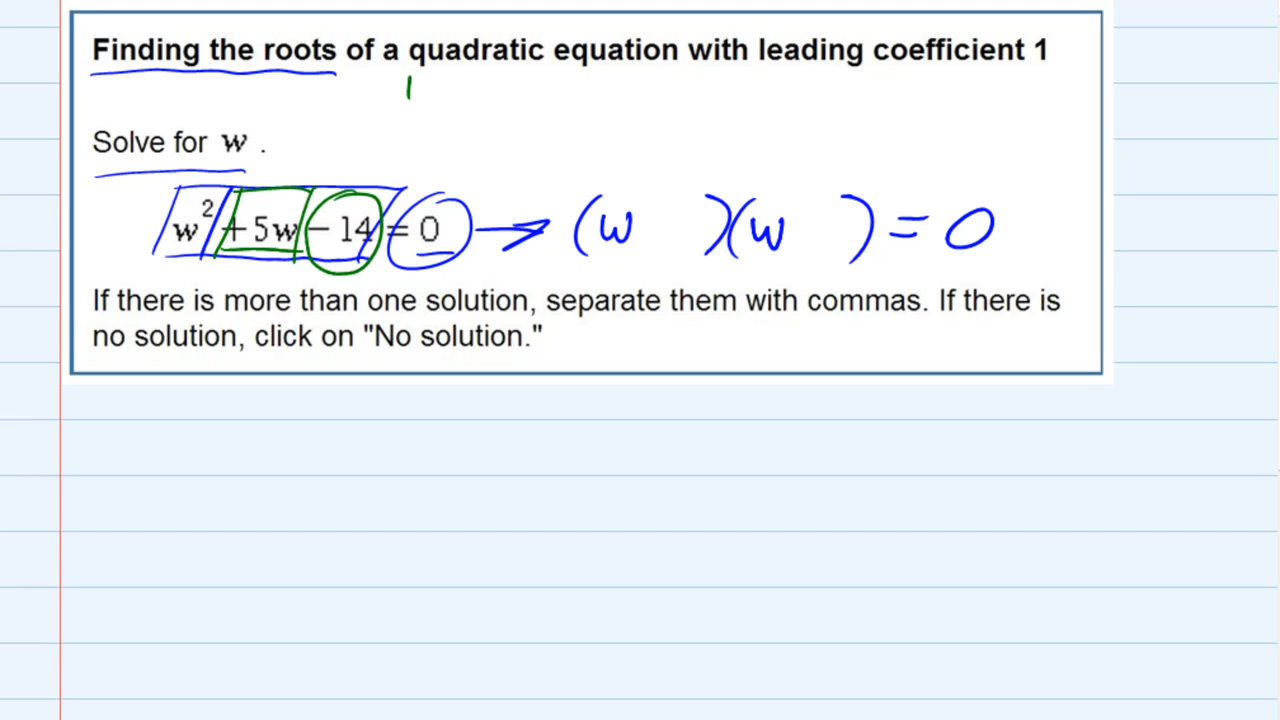 Finding the roots of a quadratic equation with leading coefficient 1
Solve for w .
w² + 5w − 14 = 0 → (w )(w ) = 0
If there is more than one solution, separate them with commas. If there is
no solution, click on "No solution."